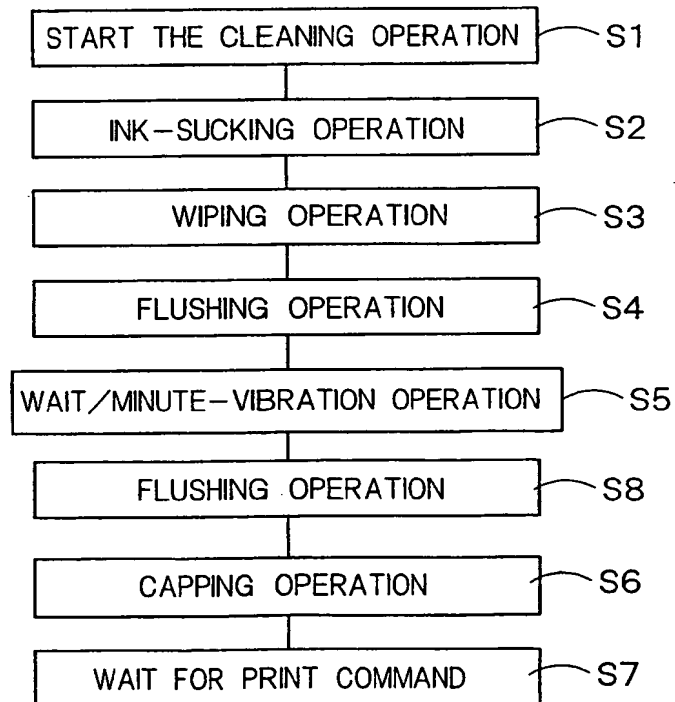 START THE CLEANING OPERATION S1
INK-SUCKING OPERATION S2
WIPING OPERATION S3
FLUSHING OPERATION S4
WAIT/MINUTE-VIBRATION OPERATION S5
FLUSHING OPERATION S8
CAPPING OPERATION S6
WAIT FOR PRINT COMMAND S7